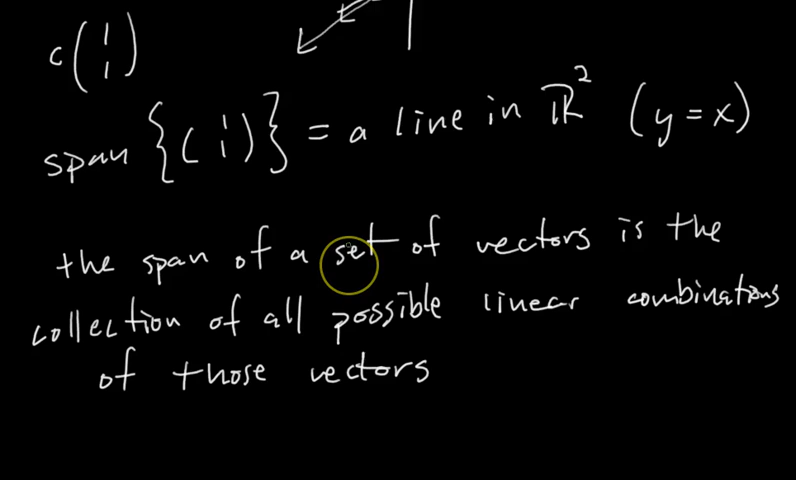 c(1 1)
span {(1 1)} = a line in ℝ² (y=x)
the span of a set of vectors is the
collection of all possible linear combinations
of those vectors